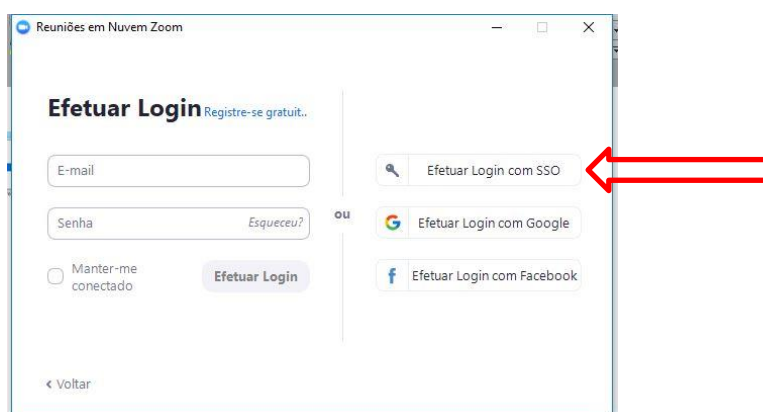 Reuniões em Nuvem Zoom
Efetuar Login Registre-se gratuit..
E-mail
Senha Esqueceu?
Manter-me
conectado
Efetuar Login
ou
Efetuar Login com SSO
Efetuar Login com Google
Efetuar Login com Facebook
Voltar